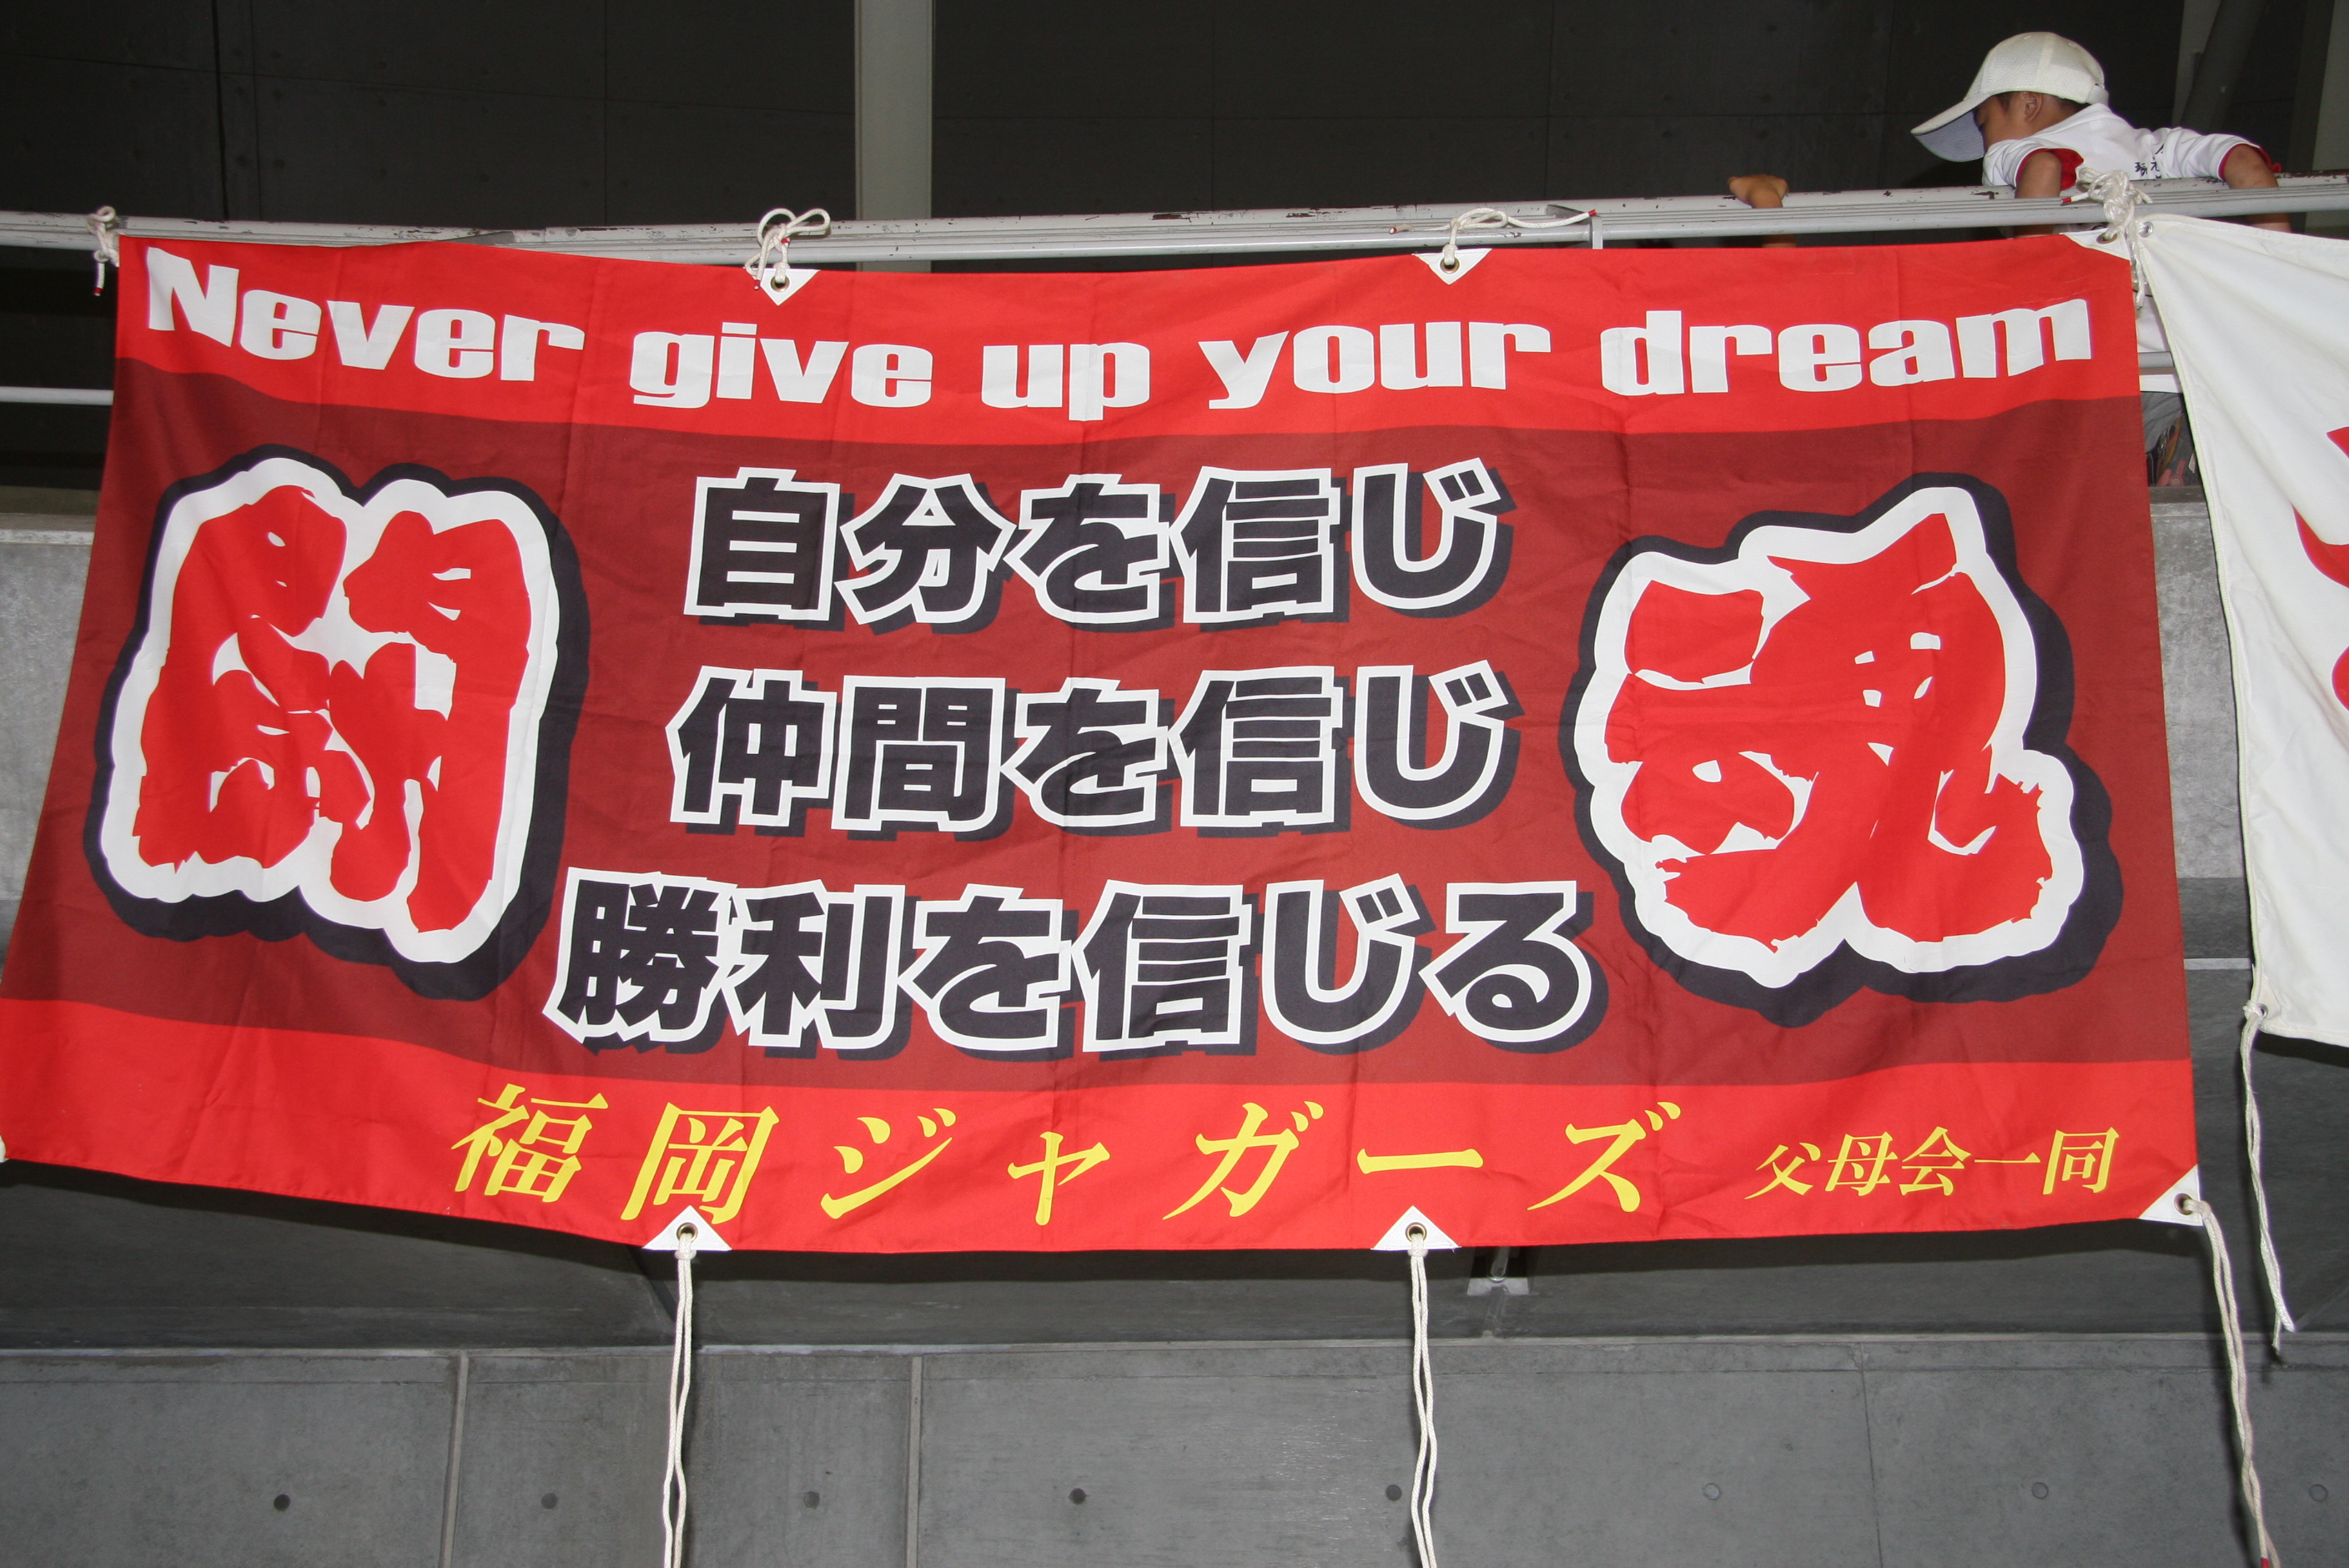 Never give up your dream
闘
自分を信じ
仲間を信じ
勝利を信じる
魂
福岡ジャガーズ 父母会一同